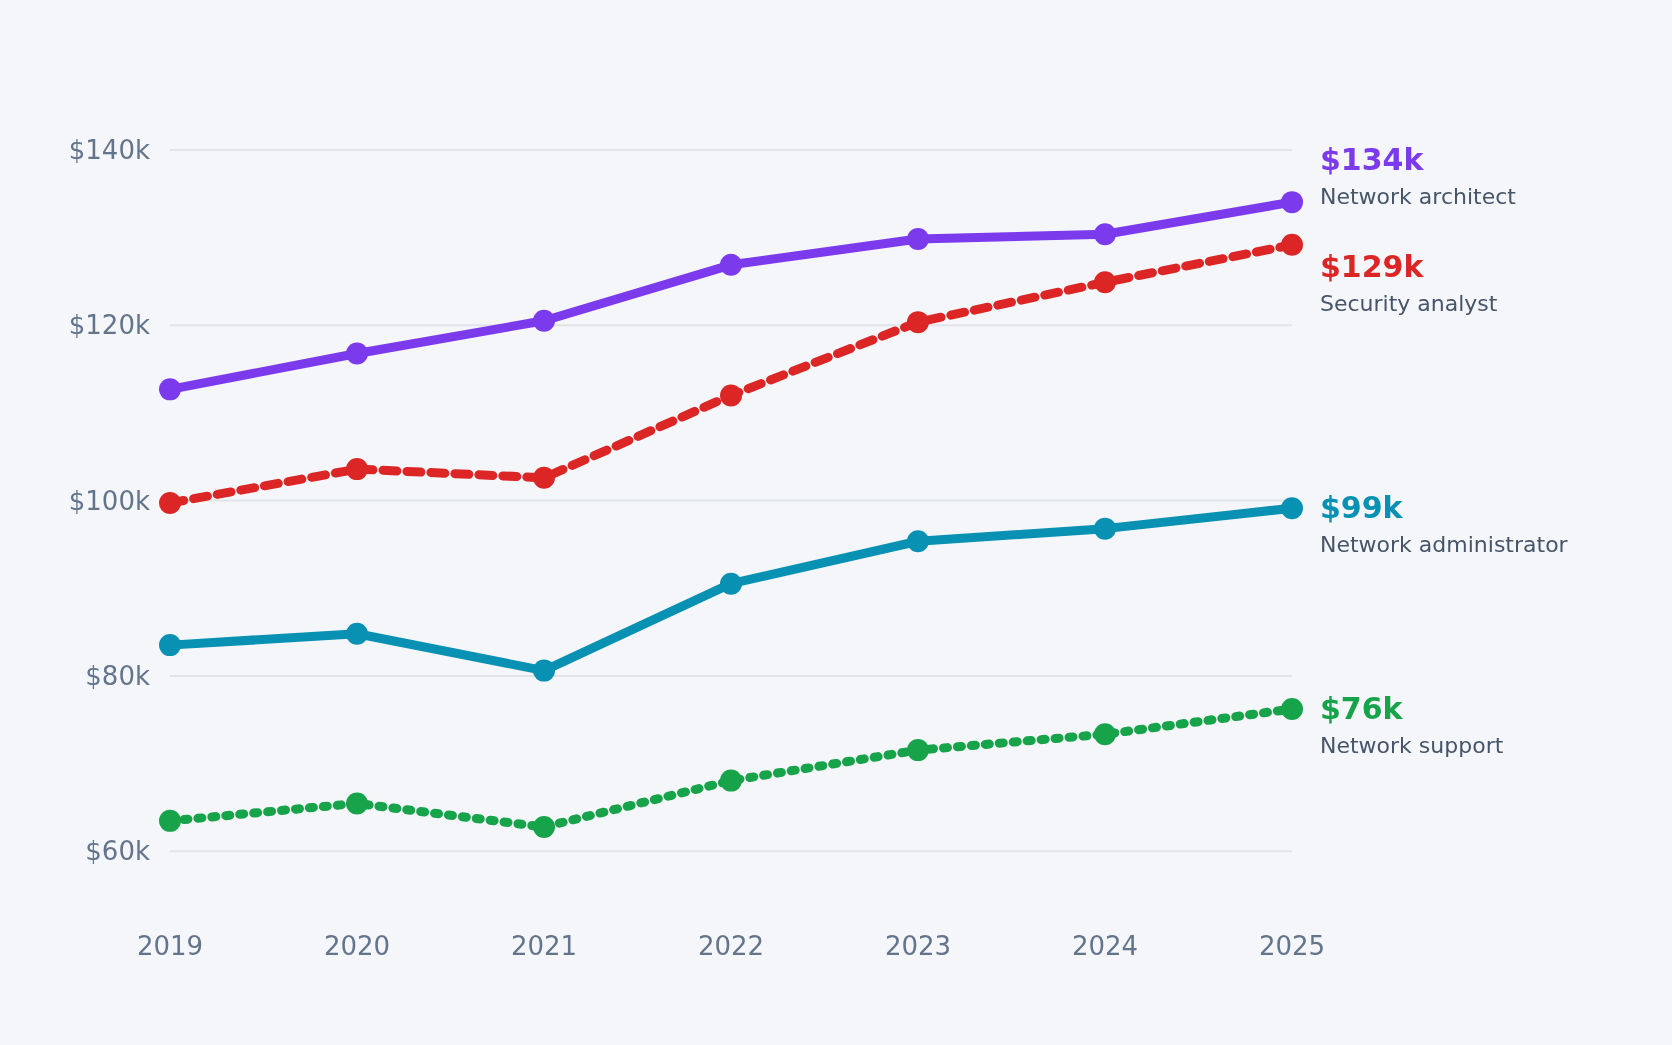 $140k
$120k
$100k
$80k
$60k
$134k
Network architect
$129k
Security analyst
$99k
Network administrator
$76k
Network support
2019 2020 2021 2022 2023 2024 2025